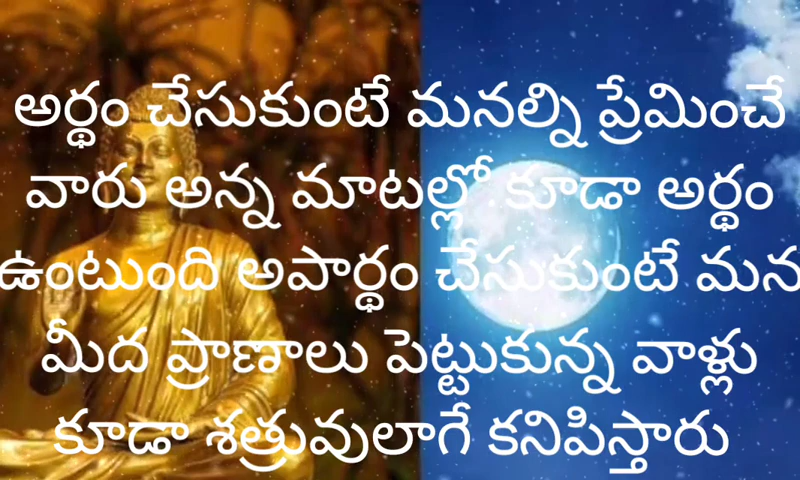 అర్థం చేసుకుంటే మనల్ని ప్రేమించే
వారు అన్న మాటల్లో కూడా అర్థం
ఉంటుంది అపార్థం చేసుకుంటే మన
మీద ప్రాణాలు పెట్టుకున్న వాళ్లు
కూడా శత్రువులాగే కనిపిస్తారు